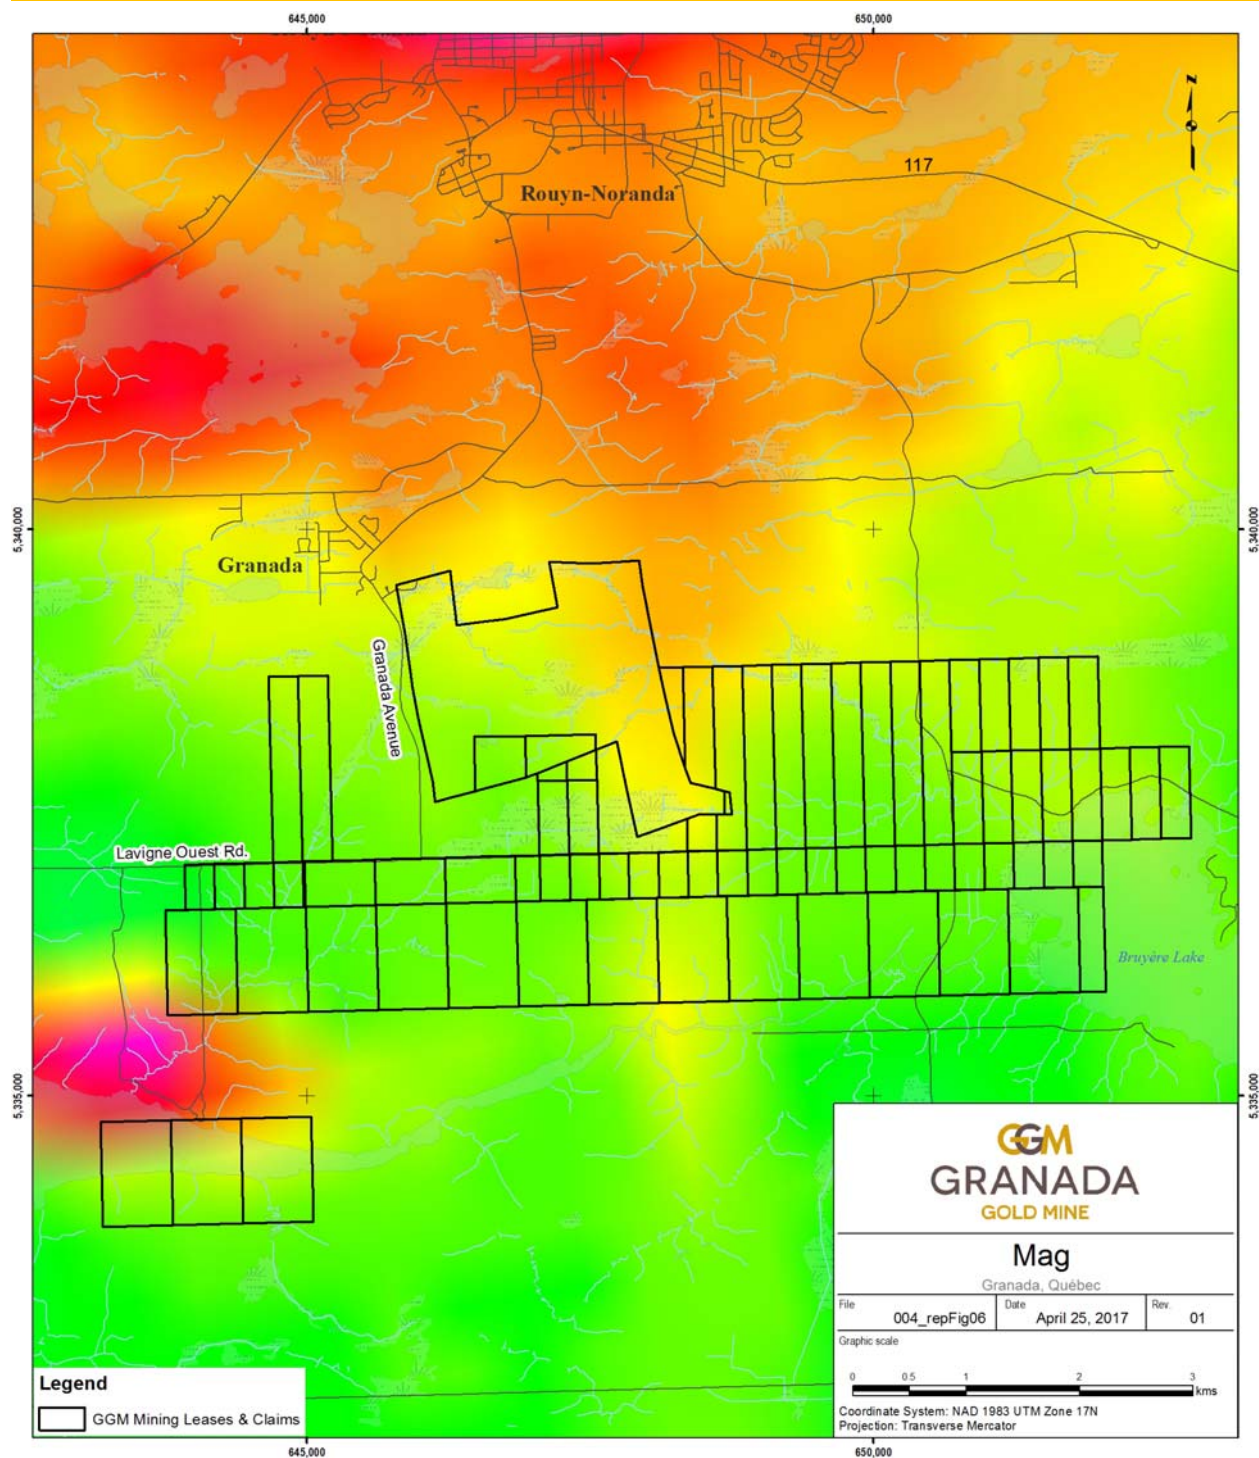 645,000
650,000
N
117
Rouyn-Noranda
5,340,000
5,340,000
Granada
Granada Avenue
Lavigne Ouest Rd.
Bruyère Lake
5,335,000
5,335,000
GGM
GRANADA
GOLD MINE
Mag
Granada, Québec
File
004_repFig06
Date
April 25, 2017
Rev.
01
Graphic scale
0 0.5 1 2 3
kms
Coordinate System: NAD 1983 UTM Zone 17N
Projection: Transverse Mercator
Legend
GGM Mining Leases & Claims
645,000
650,000